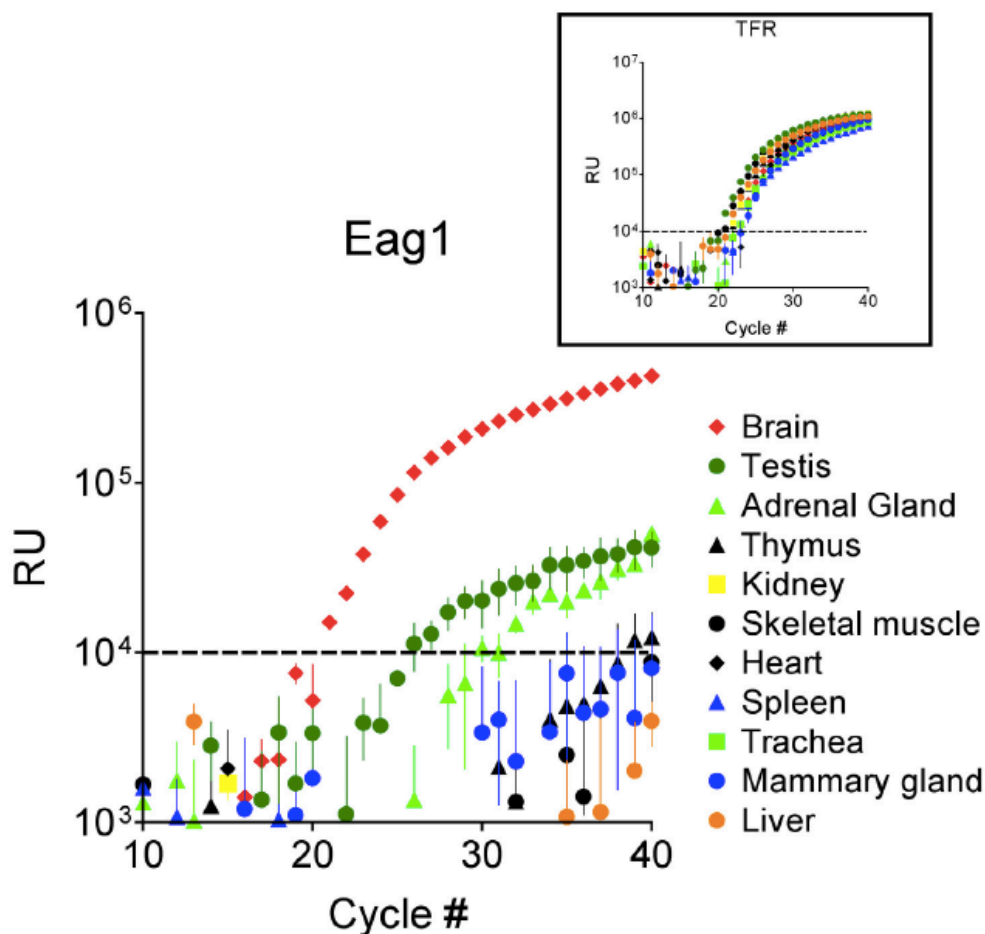 TFR
10⁷
10⁶
10⁵
10⁴
10³
RU
10 20 30 40
Cycle #
Eag1
10⁶
10⁵
10⁴
10³
RU
10 20 30 40
Cycle #
Brain
Testis
Adrenal Gland
Thymus
Kidney
Skeletal muscle
Heart
Spleen
Trachea
Mammary gland
Liver